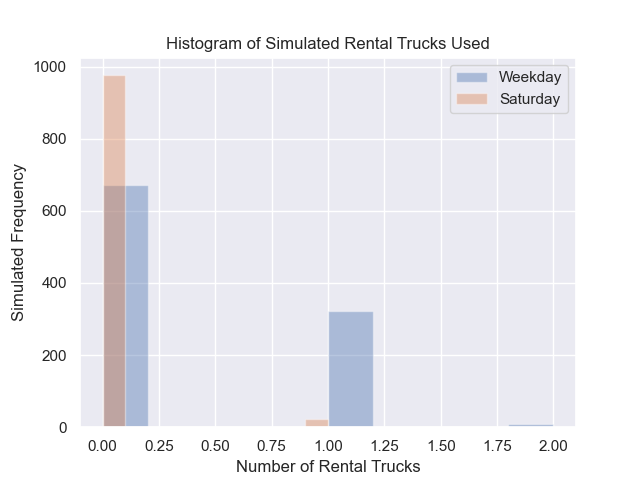 Histogram of Simulated Rental Trucks Used
Weekday
Saturday
1000
800
600
400
200
0
Simulated Frequency
0.00 0.25 0.50 0.75 1.00 1.25 1.50 1.75 2.00
Number of Rental Trucks